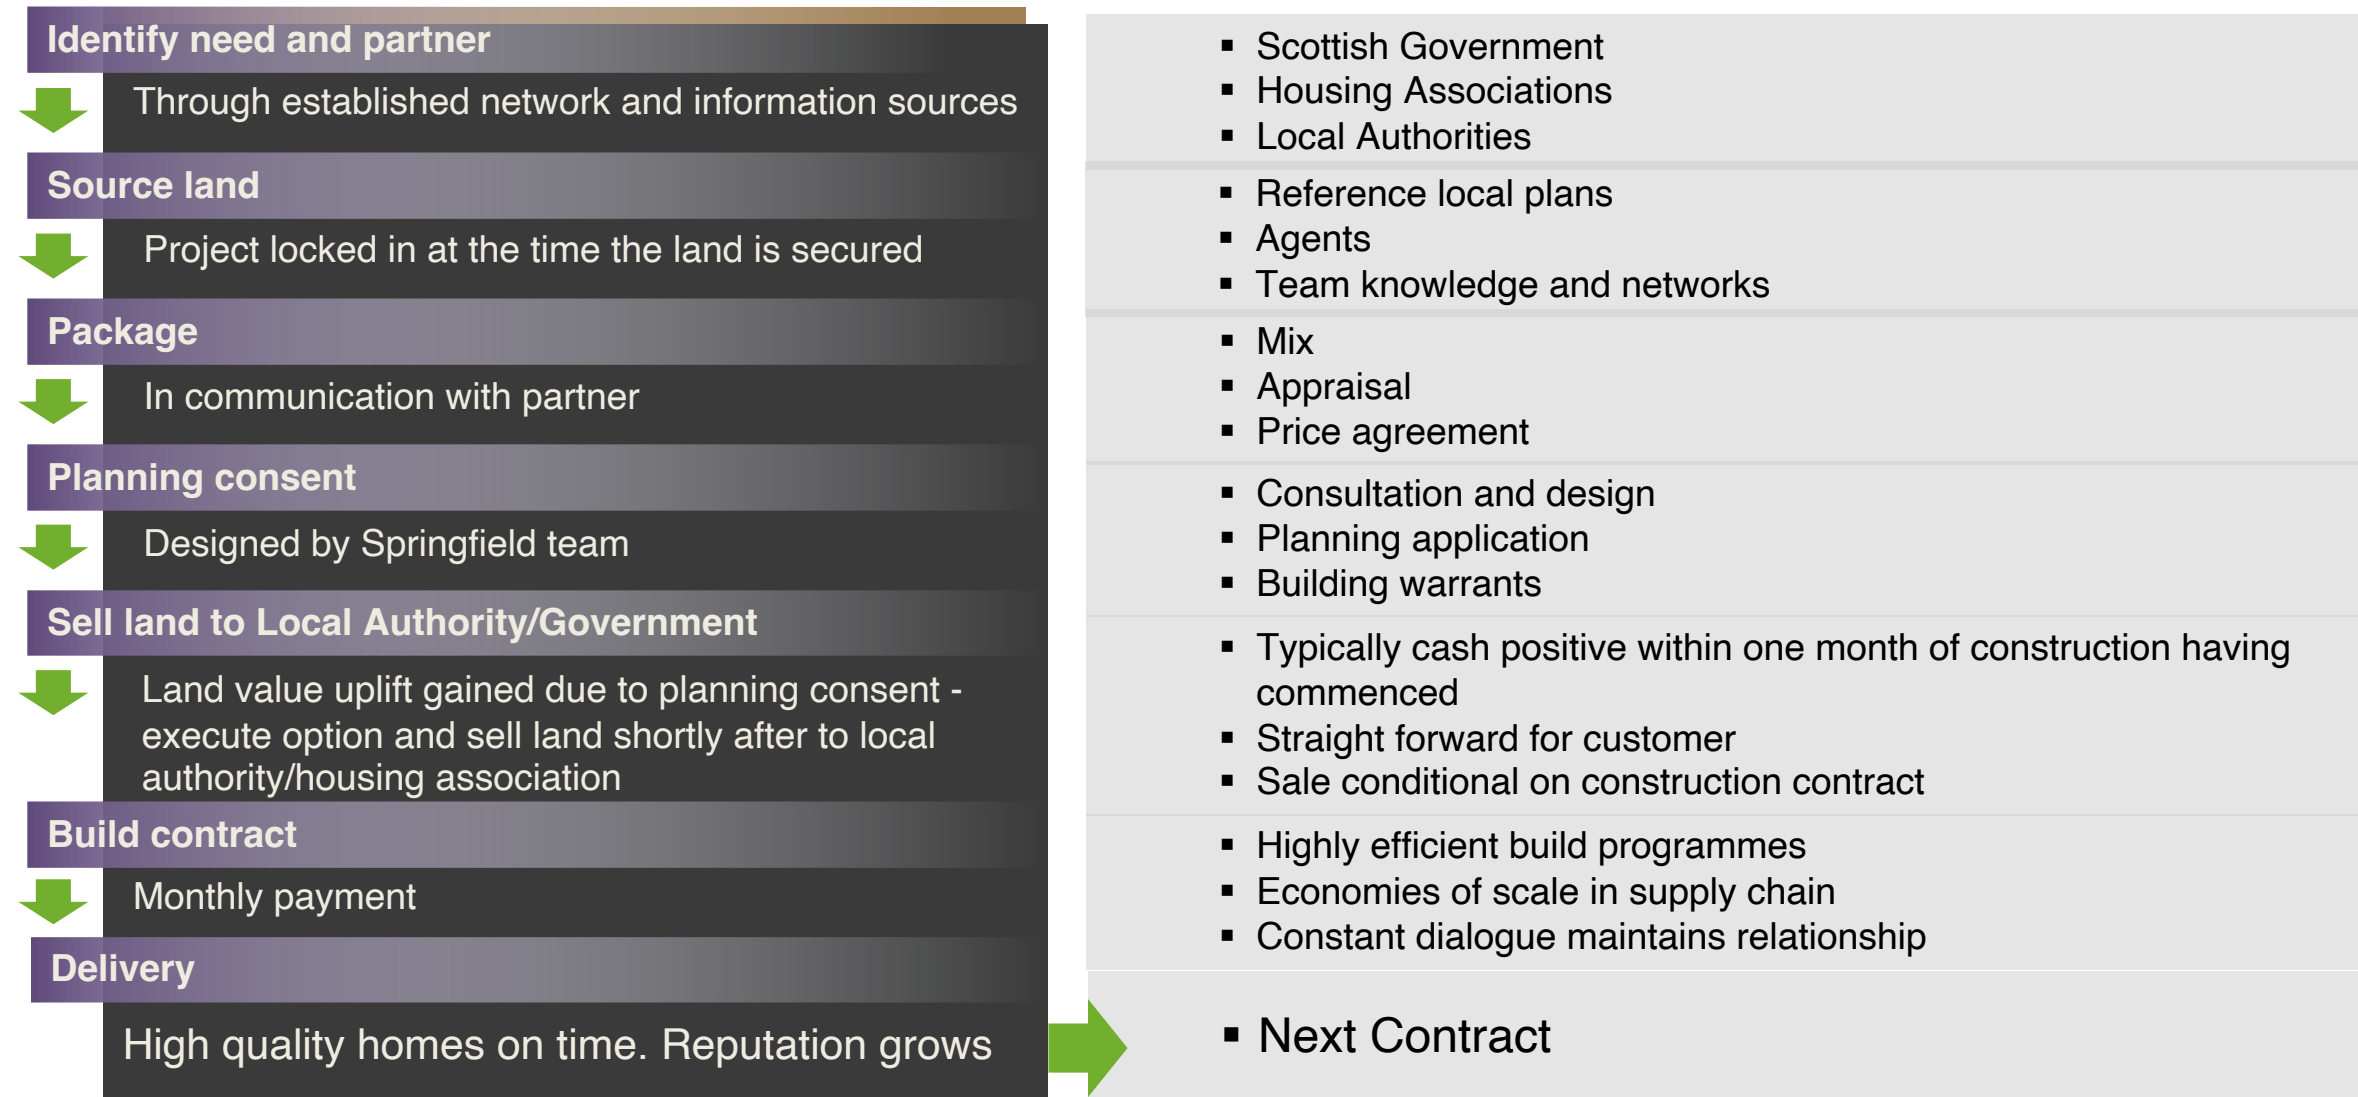 Identify need and partner
Through established network and information sources
▪ Scottish Government
▪ Housing Associations
▪ Local Authorities
Source land
Project locked in at the time the land is secured
▪ Reference local plans
▪ Agents
▪ Team knowledge and networks
Package
In communication with partner
▪ Mix
▪ Appraisal
▪ Price agreement
Planning consent
Designed by Springfield team
▪ Consultation and design
▪ Planning application
▪ Building warrants
Sell land to Local Authority/Government
Land value uplift gained due to planning consent -
execute option and sell land shortly after to local
authority/housing association
▪ Typically cash positive within one month of construction having
commenced
▪ Straight forward for customer
▪ Sale conditional on construction contract
Build contract
Monthly payment
▪ Highly efficient build programmes
▪ Economies of scale in supply chain
▪ Constant dialogue maintains relationship
Delivery
High quality homes on time. Reputation grows
▪ Next Contract